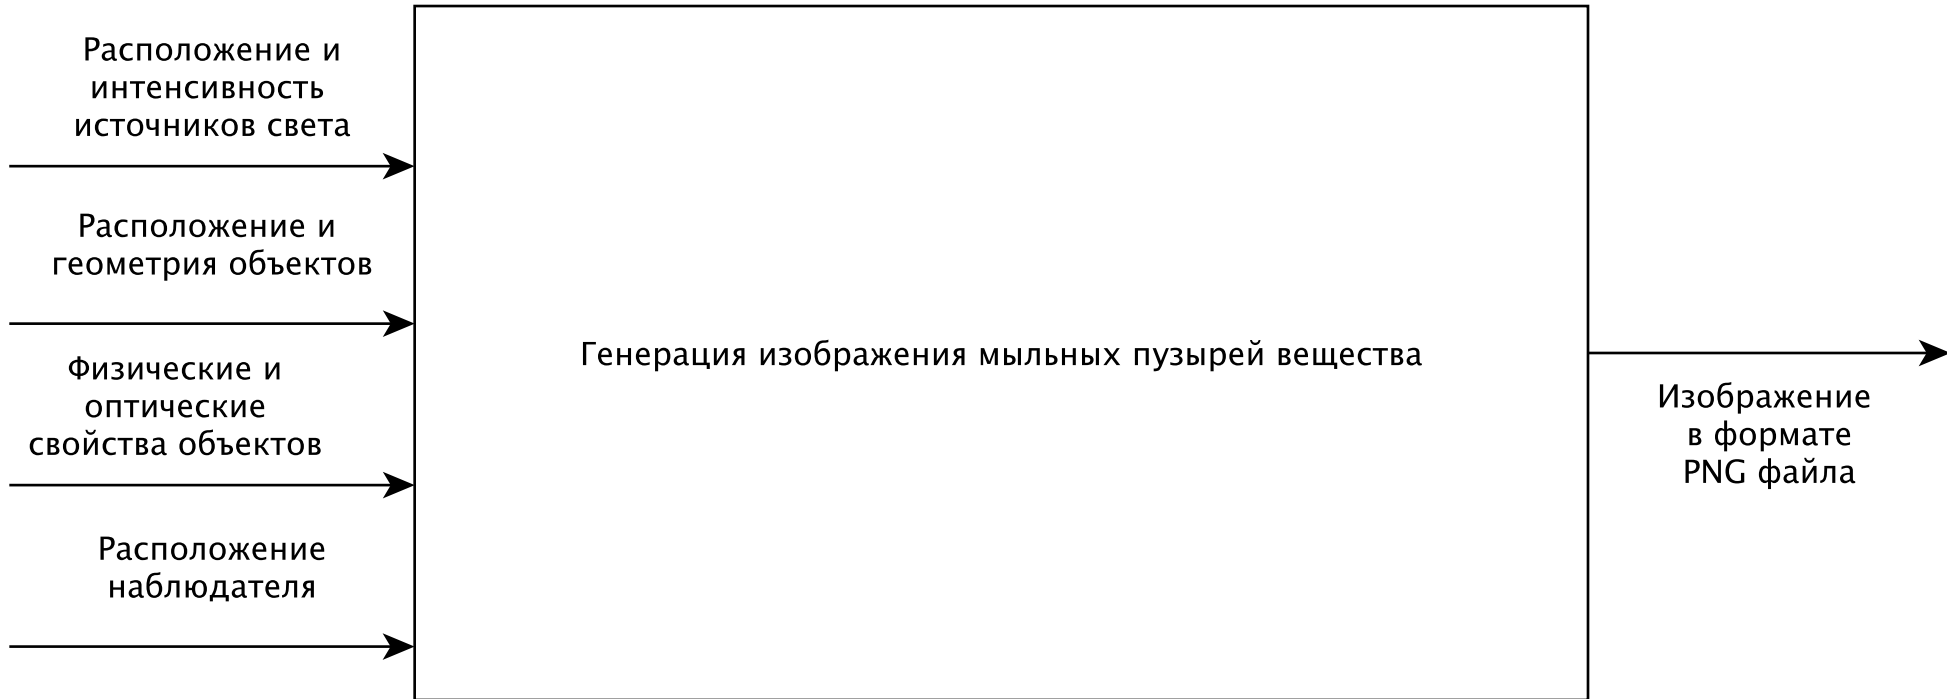 Расположение и
интенсивность
источников света
Расположение и
геометрия объектов
Физические и
оптические
свойства объектов
Расположение
наблюдателя
Генерация изображения мыльных пузырей вещества
Изображение
в формате
PNG файла